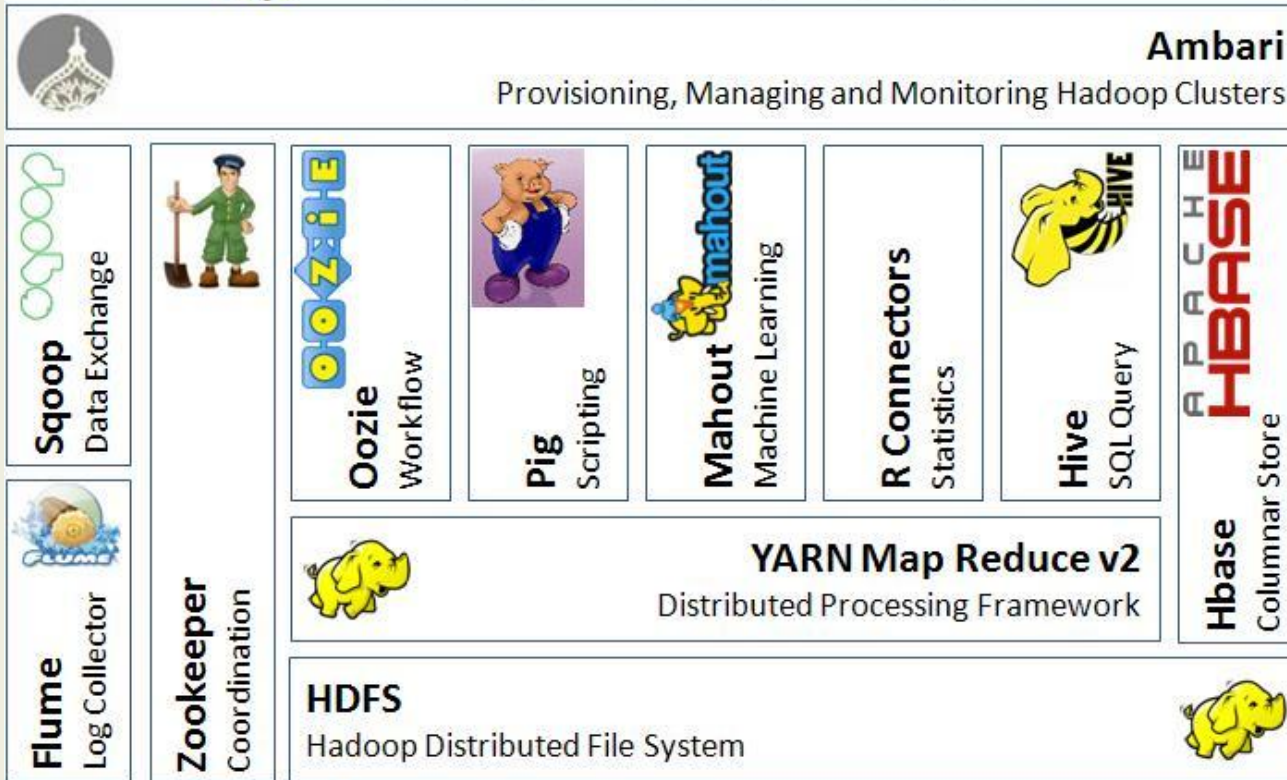 Ambari
Provisioning, Managing and Monitoring Hadoop Clusters
sqoop
Sqoop
Data Exchange
FLUME
Flume
Log Collector
Zookeeper
Coordination
OOZIE
Oozie
Workflow
Pig
Scripting
mahout
Mahout
Machine Learning
R Connectors
Statistics
HIVE
Hive
SQL Query
APACHE
HBASE
Hbase
Columnar Store
YARN Map Reduce v2
Distributed Processing Framework
HDFS
Hadoop Distributed File System